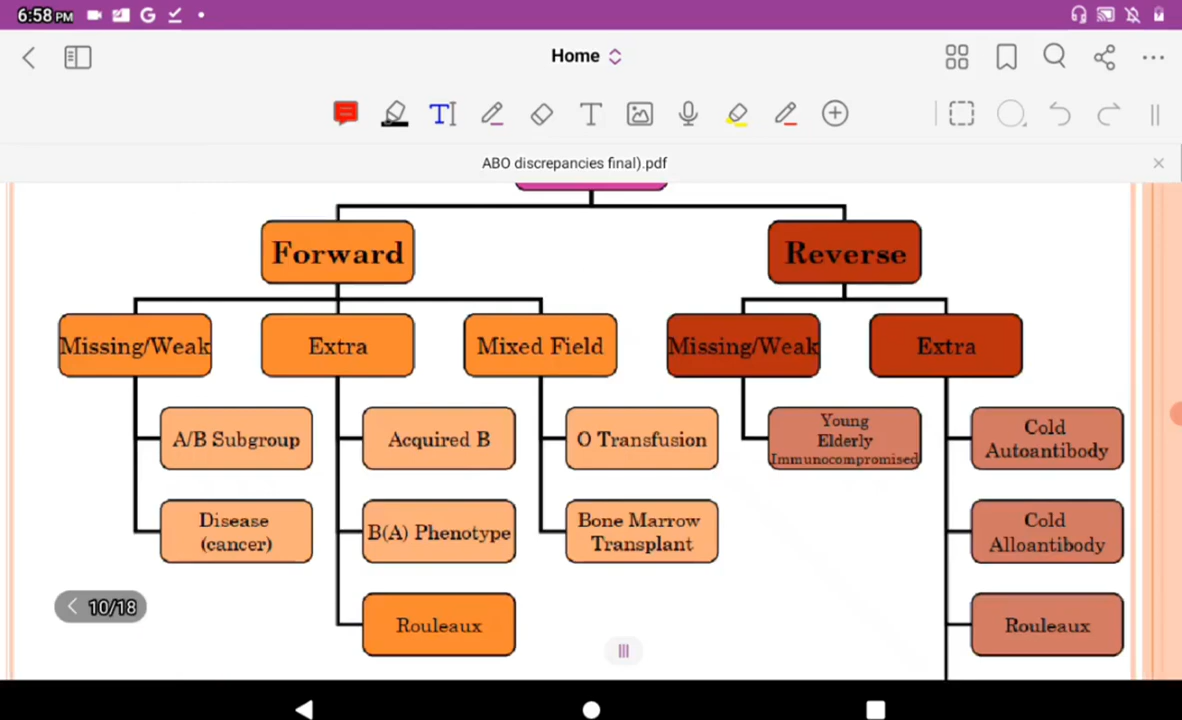 6:58 PM
Home
ABO discrepancies final).pdf
Forward
Reverse
Missing/Weak
Extra
Mixed Field
Missing/Weak
Extra
A/B Subgroup
Acquired B
O Transfusion
Young
Elderly
Immunocompromised
Cold
Autoantibody
Disease
(cancer)
B(A) Phenotype
Bone Marrow
Transplant
Cold
Alloantibody
10/18
Rouleaux
Rouleaux